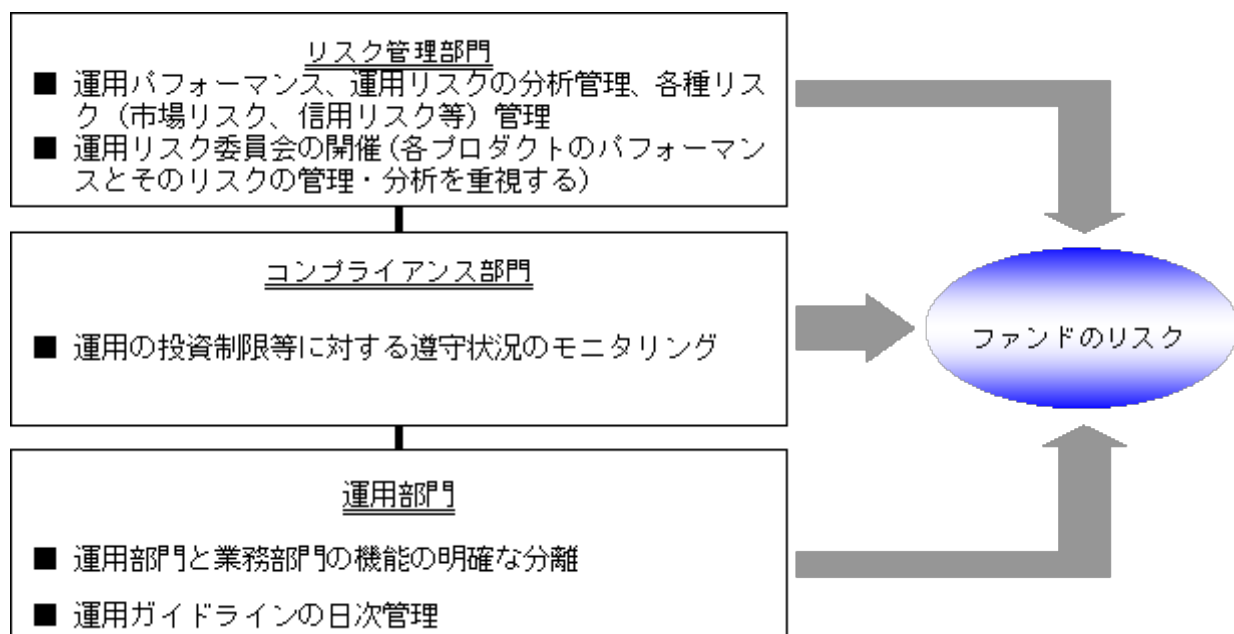 リスク管理部門
■ 運用パフォーマンス、運用リスクの分析管理、各種リス
ク（市場リスク、信用リスク等）管理
■ 運用リスク委員会の開催（各プロダクトのパフォーマン
スとそのリスクの管理・分析を重視する）
コンプライアンス部門
■ 運用の投資制限等に対する遵守状況のモニタリング
ファンドのリスク
運用部門
■ 運用部門と業務部門の機能の明確な分離
■ 運用ガイドラインの日次管理